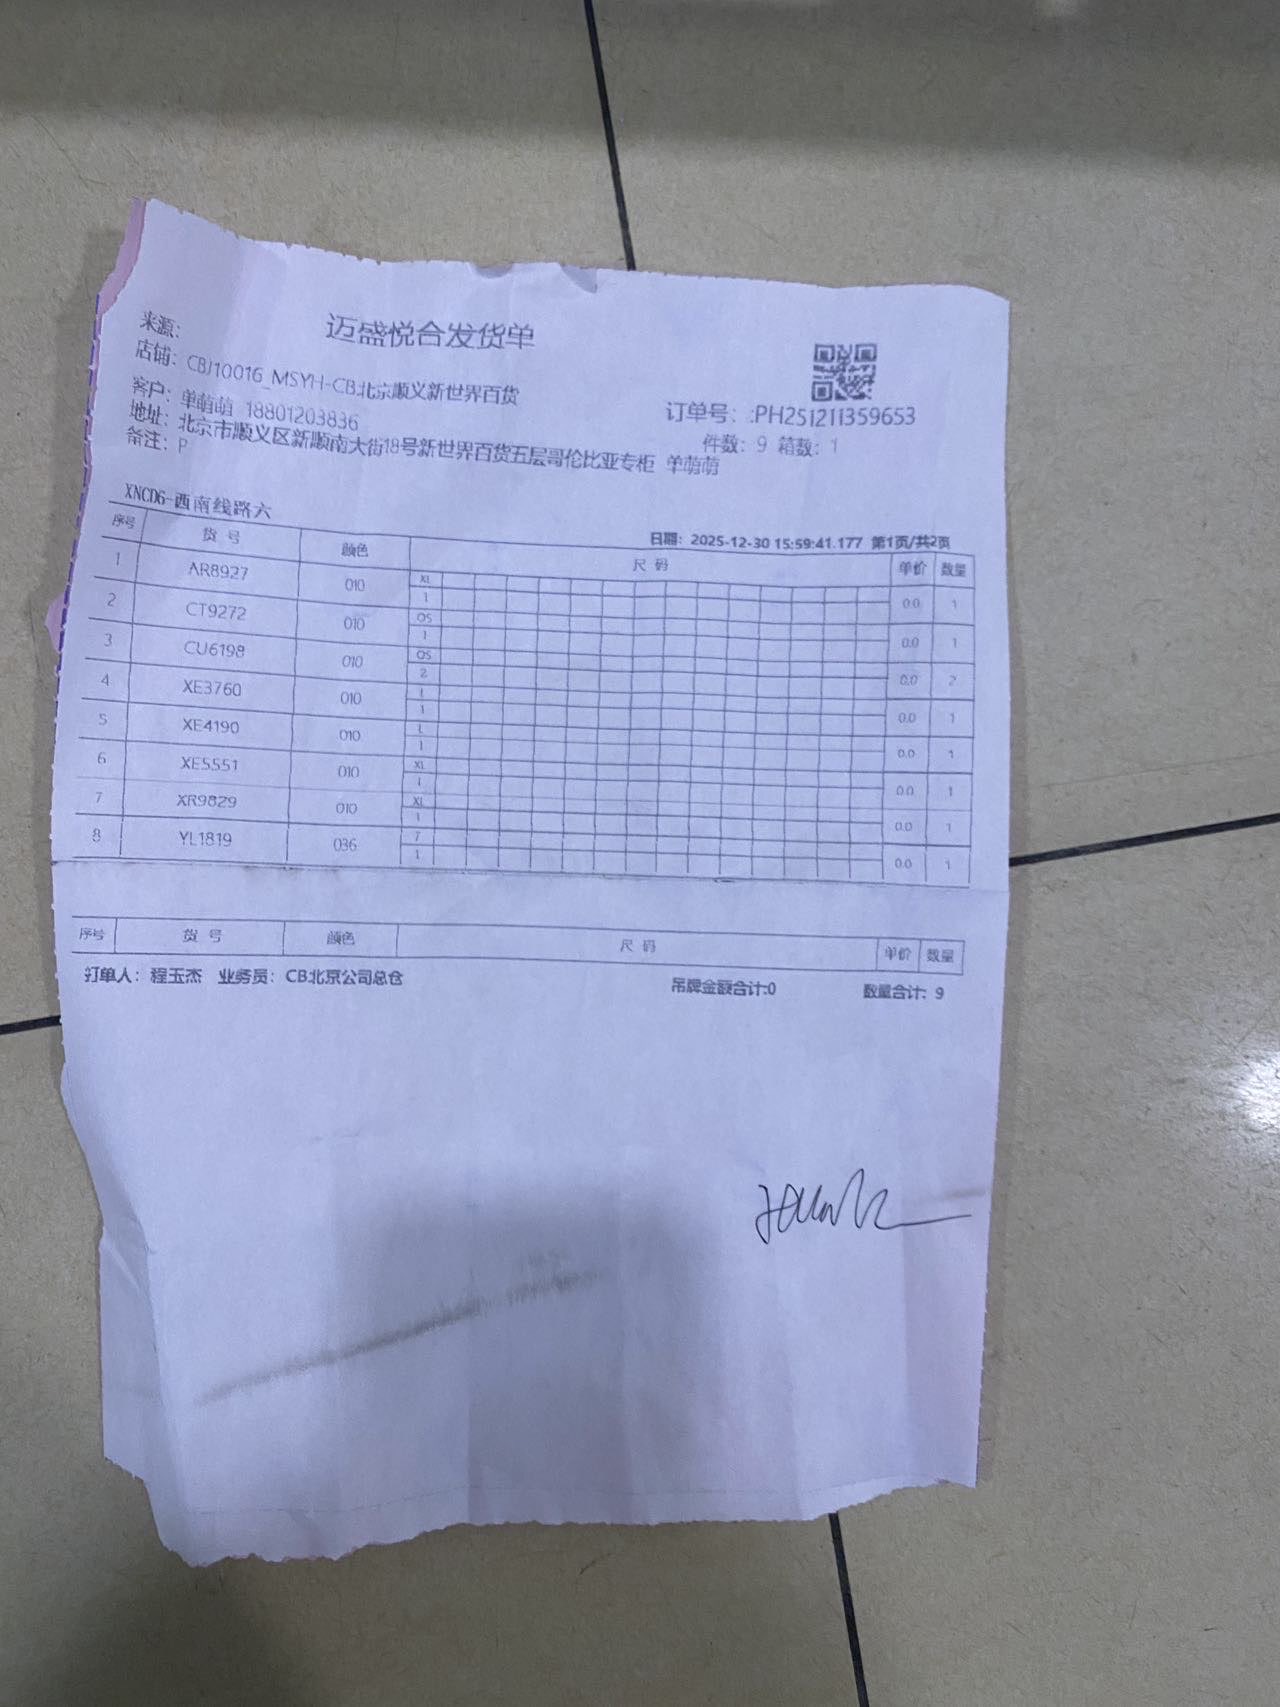 迈盛悦合发货单
来源:
店铺: CBJ10016_MSYH-CB北京顺义新世界百货
客户: 单萌萌 18801203836
订单号: :PH251211359653
地址: 北京市顺义区新顺南大街18号新世界百货五层哥伦比亚专柜 单萌萌
件数: 9 箱数: 1
备注: P
XNCD6-西南线路六
日期: 2025-12-30 15:59:41.177 第1页/共2页
序号 货 号 颜色 尺 码 单价 数量
1 AR8927 010 XL 1 0.0 1
2 CT9272 010 OS 1 0.0 1
3 CU6198 010 OS 2 0.0 2
4 XE3760 010 L 1 0.0 1
5 XE4190 010 L 1 0.0 1
6 XE5551 010 XL 1 0.0 1
7 XR9829 010 XL 1 0.0 1
8 YL1819 036 7 1 0.0 1
序号 货 号 颜色 尺 码 单价 数量
打单人: 程玉杰 业务员: CB北京公司总仓 吊牌金额合计:0 数量合计: 9